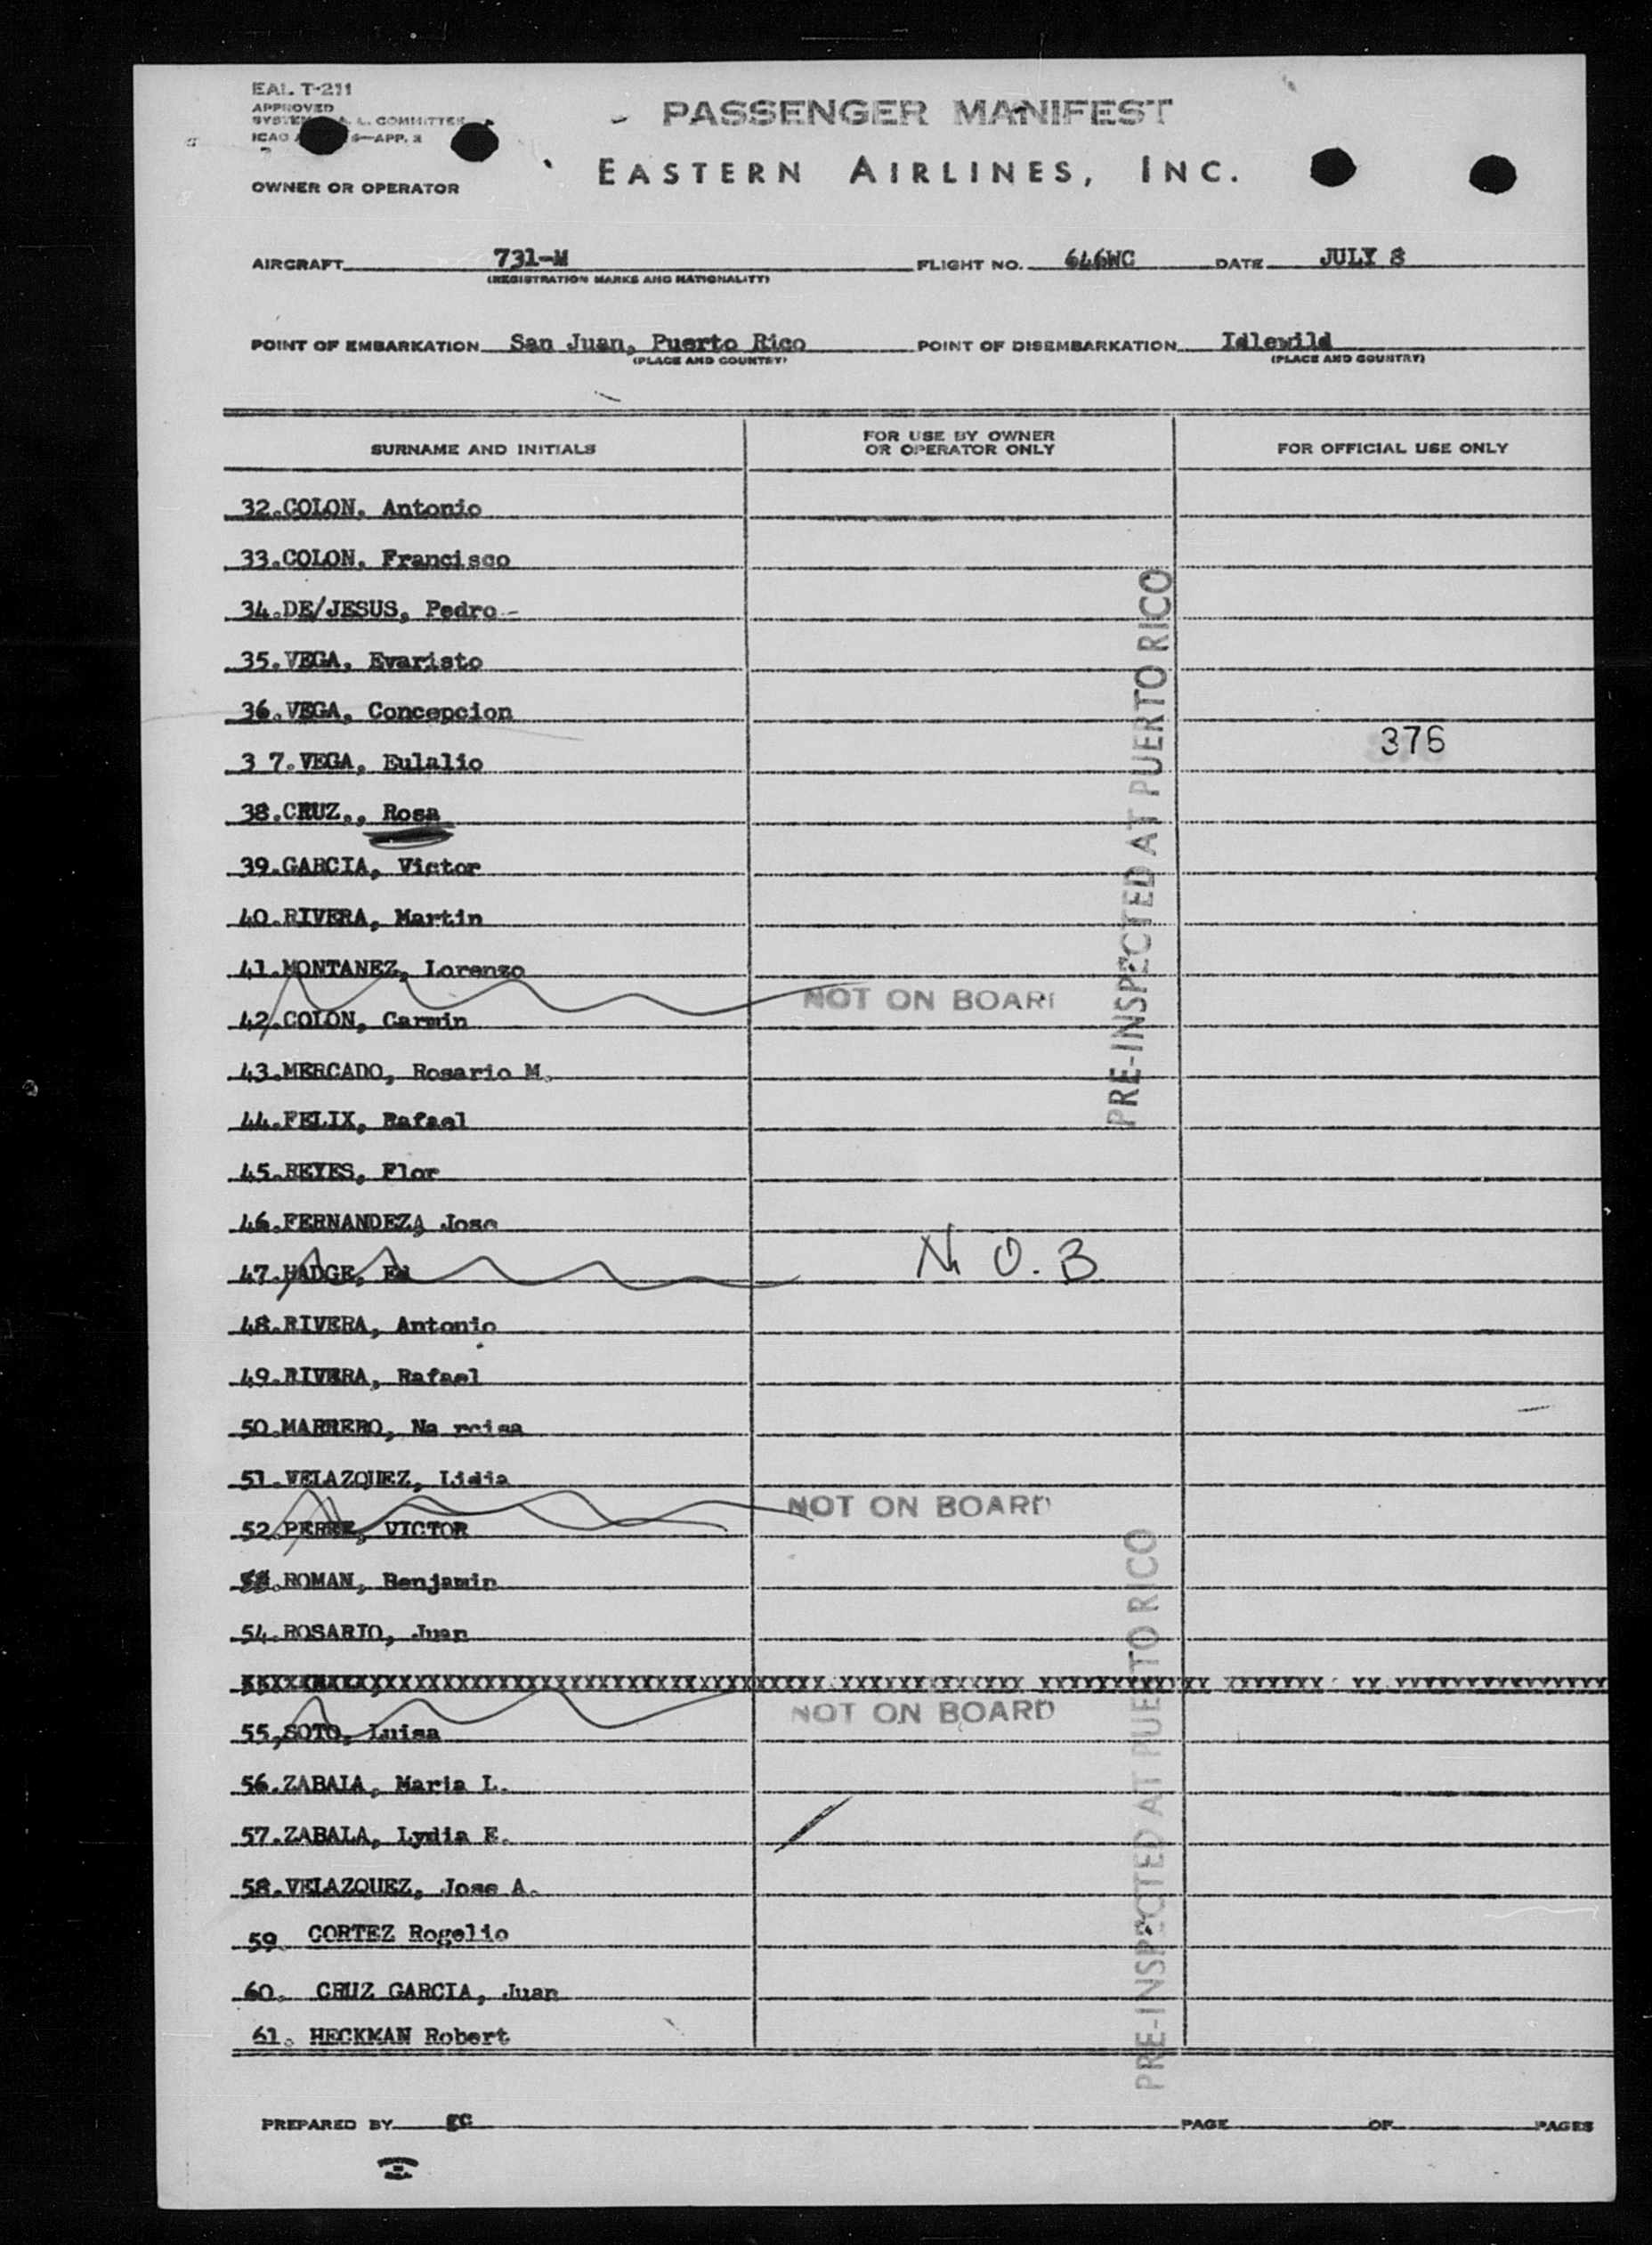 EAL T-211
PASSENGER MANIFEST
APPROVED
SYSTEM A. L. COMMITTEE
ICAO 6—APP. 3
EASTERN AIRLINES, INC.
OWNER OR OPERATOR
AIRCRAFT 731-M FLIGHT NO. 646WC DATE JULY 8
(REGISTRATION MARKS AND NATIONALITY)
POINT OF EMBARKATION San Juan, Puerto Rico POINT OF DISEMBARKATION Idlewild
(PLACE AND COUNTRY) (PLACE AND COUNTRY)
SURNAME AND INITIALS
FOR USE BY OWNER
OR OPERATOR ONLY
FOR OFFICIAL USE ONLY
32.COLON, Antonio
33.COLON, Francisco
34.DE/JESUS, Pedro-
35.VEGA, Evaristo
36.VEGA, Concepcion
376
3 7.VEGA, Eulalio
38.CRUZ,, Rosa
39.GARCIA, Victor
40.RIVERA, Martin
41.MONTANEZ, Lorenzo
NOT ON BOARD
42.COLON, Carmin
43.MERCADO, Rosario M.
44.FELIX, Rafael
45.REYES, Flor
46.FERNANDEZA Jose
47.HADGE, Ed N.O.B
48.RIVERA, Antonio
49.RIVERA, Rafael
50.MARRERO, Na rcisa
51.VELAZQUEZ, Lidia
NOT ON BOARD
52.PEREZ, VICTOR
53.ROMAN, Benjamin
54.ROSARIO, Juan
NOT ON BOARD
55,SOTO, Luisa
56.ZABALA, Maria L.
57.ZABALA, Lydia E.
58.VELAZQUEZ, Jose A.
59. CORTEZ Rogelio
60. CRUZ GARCIA, Juan
61. HECKMAN Robert
PRE-INSPECTED AT PUERTO RICO
PRE-INSPECTED AT PUERTO RICO
PREPARED BY gc PAGE OF PAGES